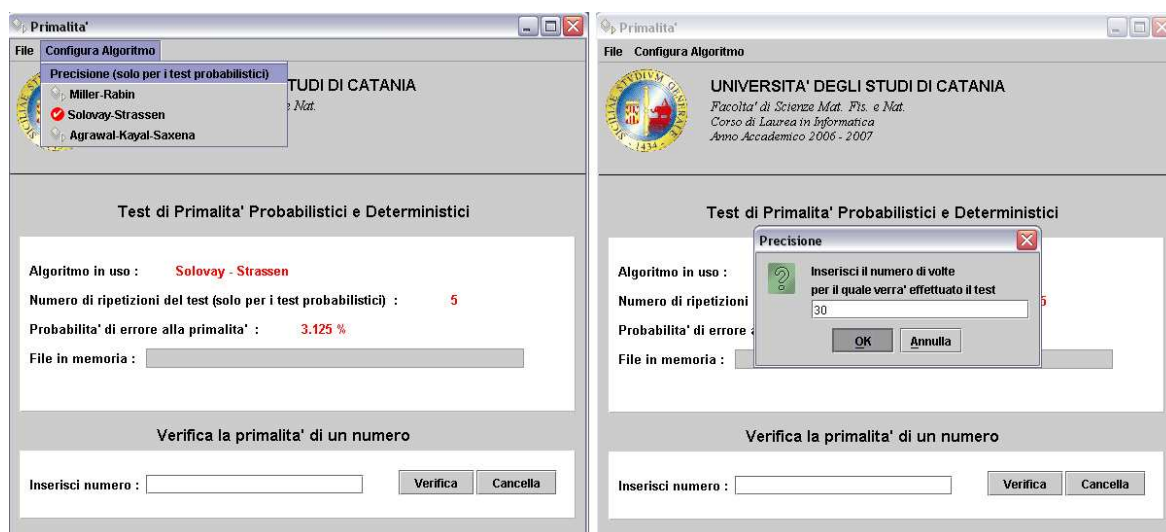 Primalita'
File Configura Algoritmo
Precisione (solo per i test probabilistici)
Miller-Rabin
Solovay-Strassen
Agrawal-Kayal-Saxena
TUDI DI CATANIA
Nat.
Test di Primalita' Probabilistici e Deterministici
Algoritmo in uso : Solovay - Strassen
Numero di ripetizioni del test (solo per i test probabilistici) : 5
Probabilita' di errore alla primalita' : 3.125 %
File in memoria :
Verifica la primalita' di un numero
Inserisci numero : Verifica Cancella
Primalita'
File Configura Algoritmo
SICILIAE STVDIVM GENERALE
1434
UNIVERSITA' DEGLI STUDI DI CATANIA
Facolta' di Scienze Mat. Fis. e Nat.
Corso di Laurea in Informatica
Anno Accademico 2006 - 2007
Test di Primalita' Probabilistici e Deterministici
Precisione
Inserisci il numero di volte
per il quale verra' effettuato il test
30
OK Annulla
Algoritmo in uso :
Numero di ripetizioni 5
Probabilita' di errore a
File in memoria :
Verifica la primalita' di un numero
Inserisci numero : Verifica Cancella